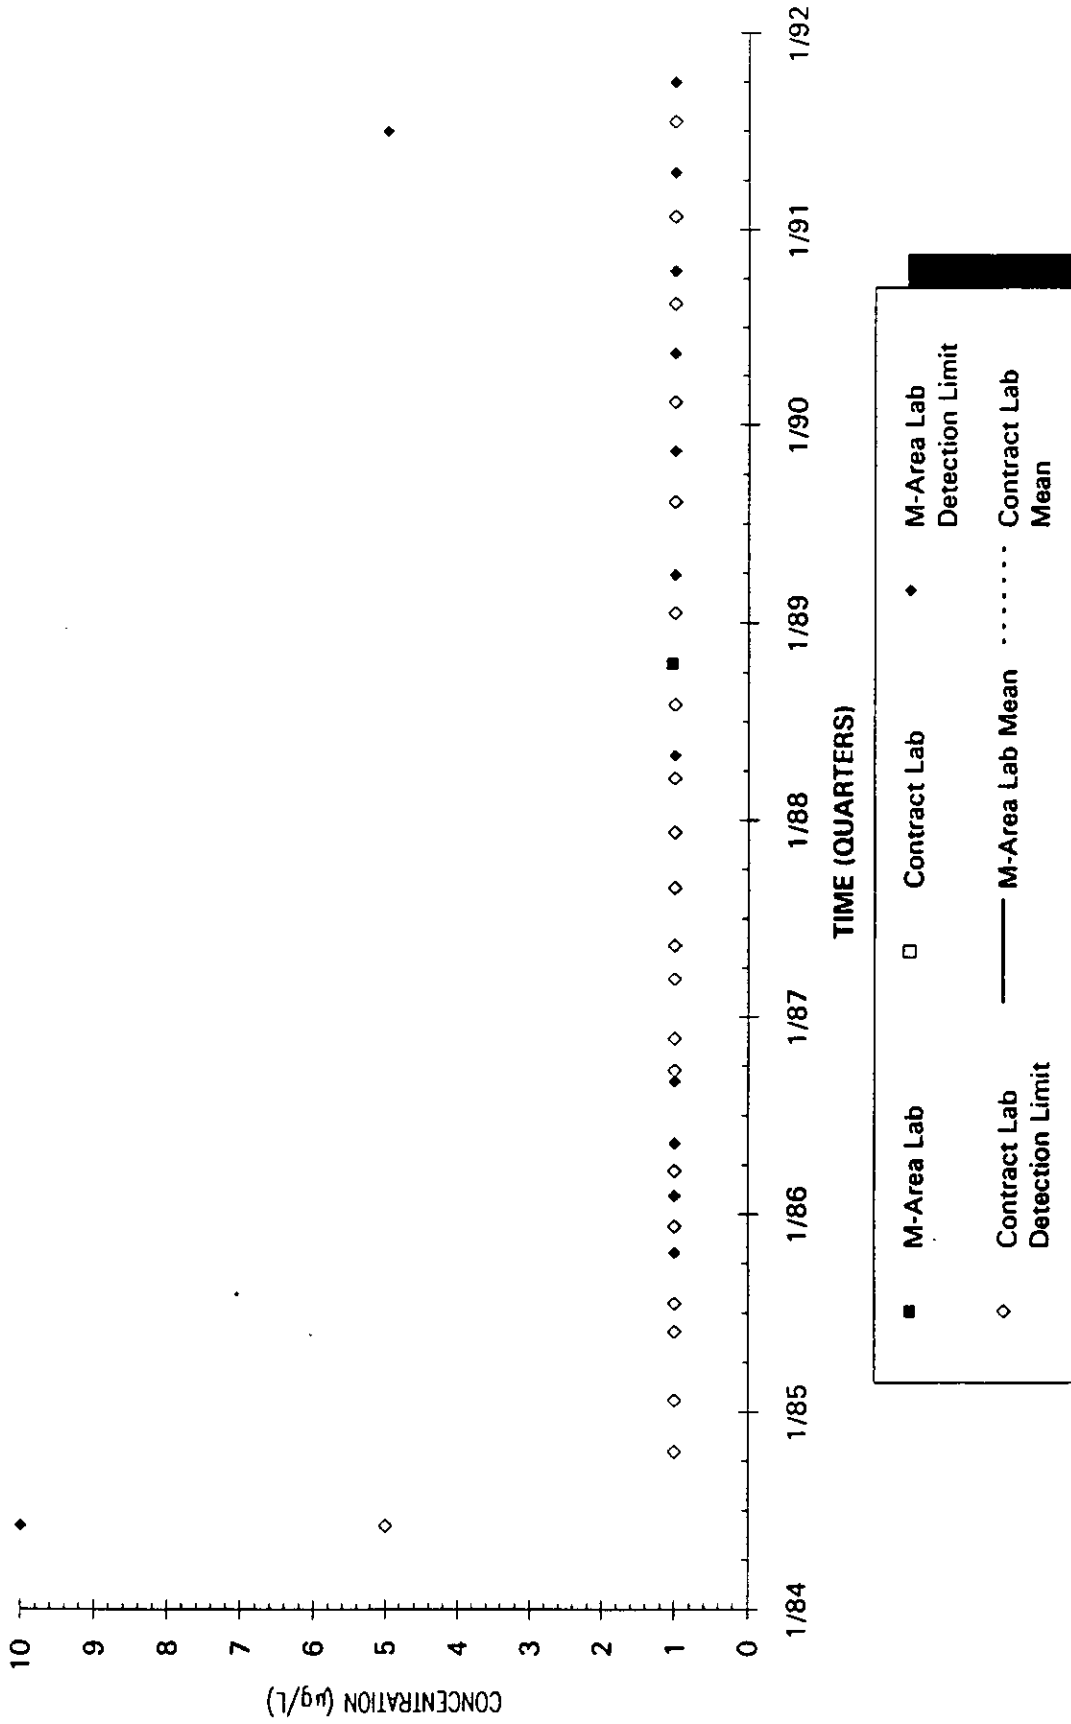 CONCENTRATION (µg/L)
10
9
8
7
6
5
4
3
2
1
0
1/84
1/85
1/86
1/87
1/88
1/89
1/90
1/91
1/92
TIME (QUARTERS)
M-Area Lab
Contract Lab
M-Area Lab
Detection Limit
Contract Lab
Detection Limit
M-Area Lab Mean
Contract Lab
Mean